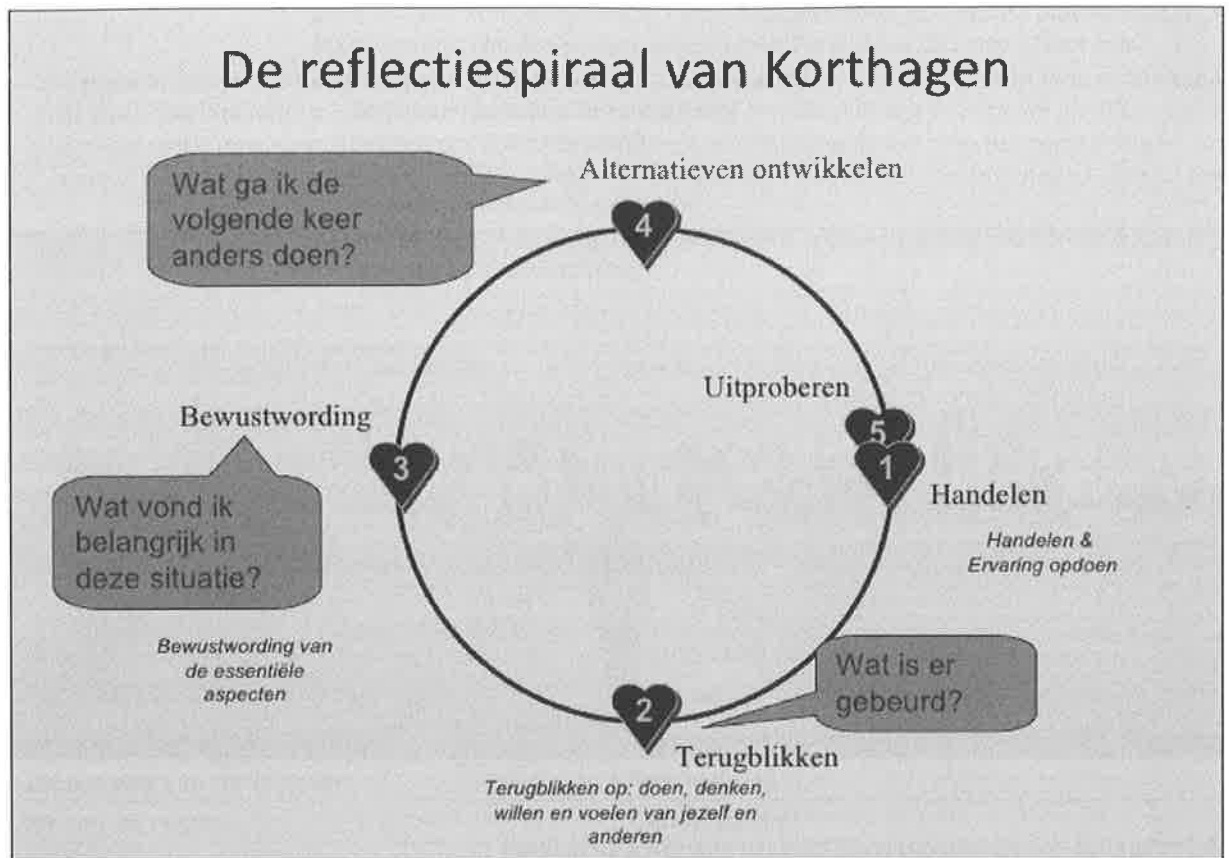 De reflectiespiraal van Korthagen
Alternatieven ontwikkelen
Wat ga ik de
volgende keer
anders doen?
4
Uitproberen
5
1
Handelen
Handelen &
Ervaring opdoen
Bewustwording
3
Wat vond ik
belangrijk in
deze situatie?
Bewustwording van
de essentiële
aspecten
Wat is er
gebeurd?
2
Terugblikken
Terugblikken op: doen, denken,
willen en voelen van jezelf en
anderen